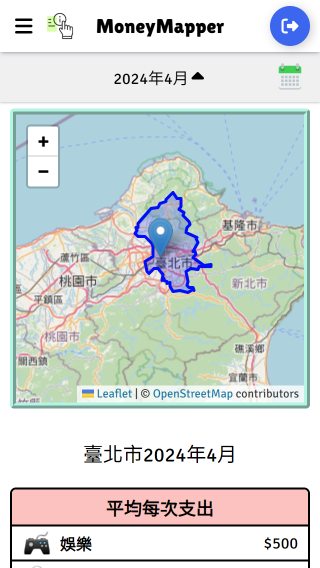 MoneyMapper
2024年4月
+
−
基隆市
蘆竹區
桃園市
臺北市
平鎮區
新北市
桃園市
關西鎮
礁溪鄉
宜蘭市
Leaflet | © OpenStreetMap contributors
臺北市2024年4月
平均每次支出
娛樂 $500